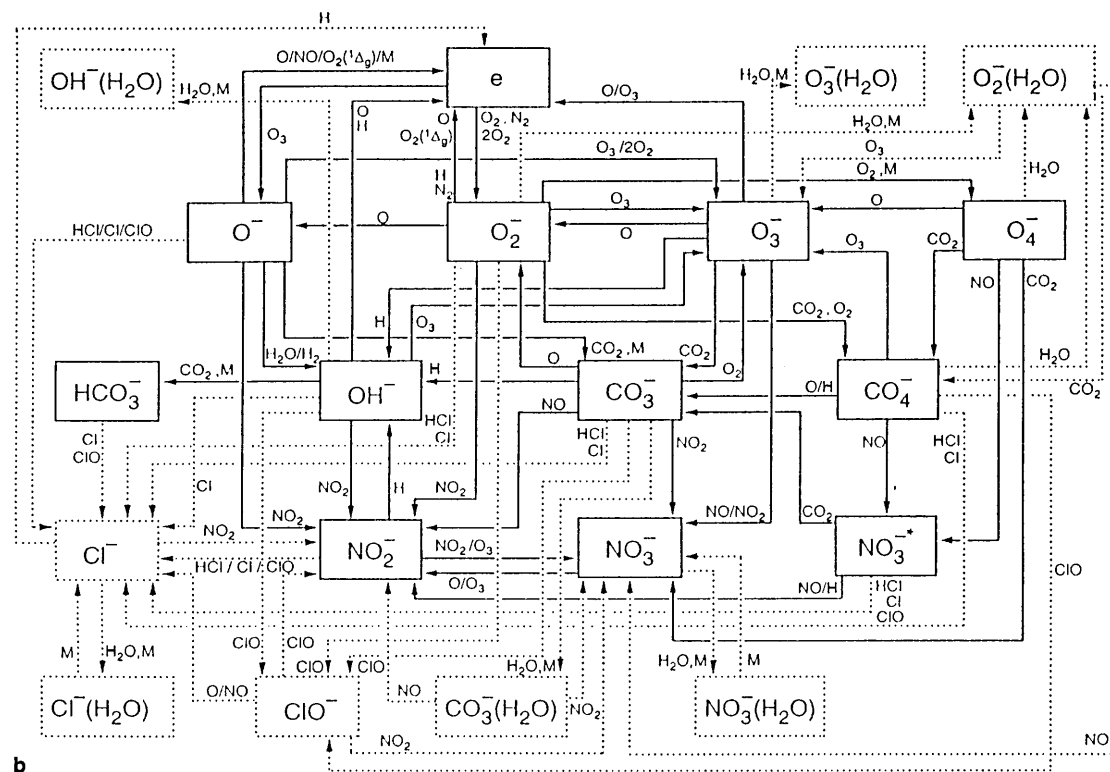 H
O/NO/O₂(¹Δg)/M
OH⁻(H₂O)
H₂O,M
e
O₃
O
H
O
O₂(¹Δg)
O₂, N₂
2O₂
H
N₂
O/O₃
H₂O,M
O₃⁻(H₂O)
O₂⁻(H₂O)
H₂O,M
O₃
O₃/2O₂
O₂,M
H₂O
HCl/Cl/ClO
O⁻
O
O₂⁻
O₃
O
O₃⁻
O
O₄⁻
O₃
CO₂
NO
CO₂
H
O₃
CO₂, O₂
H₂O/H₂
CO₂,M
CO₂
O₂
H₂O
CO₂
HCO₃⁻
CO₂,M
OH⁻
H
O
CO₃⁻
O/H
CO₄⁻
HCl
Cl
NO
HCl
Cl
NO₂
NO
HCl
Cl
Cl
ClO
Cl
NO₂
H
NO₂
NO/NO₂
CO₂
Cl⁻
NO₂
NO₂
NO₂⁻
NO₂/O₃
NO₃⁻
NO₃⁻*
HCl / Cl / ClO
O/O₃
NO/H
HCl
Cl
ClO
ClO
M
H₂O,M
ClO
ClO
ClO
ClO
H₂O,M
H₂O,M
M
Cl⁻(H₂O)
O/NO
ClO⁻
NO
CO₃⁻(H₂O)
NO₂
NO₃⁻(H₂O)
NO₂
NO
b